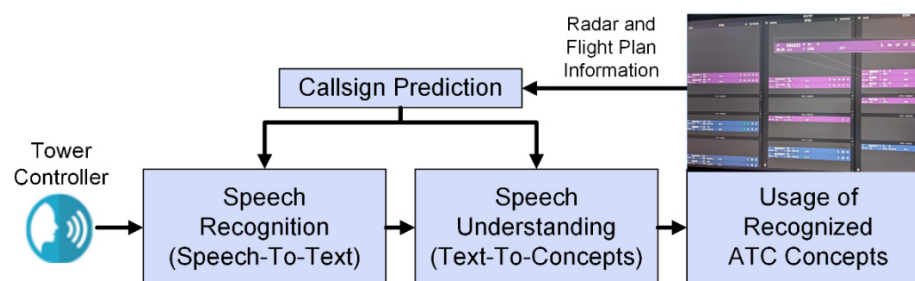 Radar and
Flight Plan
Information
Callsign Prediction
Tower
Controller
Speech
Recognition
(Speech-To-Text)
Speech
Understanding
(Text-To-Concepts)
Usage of
Recognized
ATC Concepts